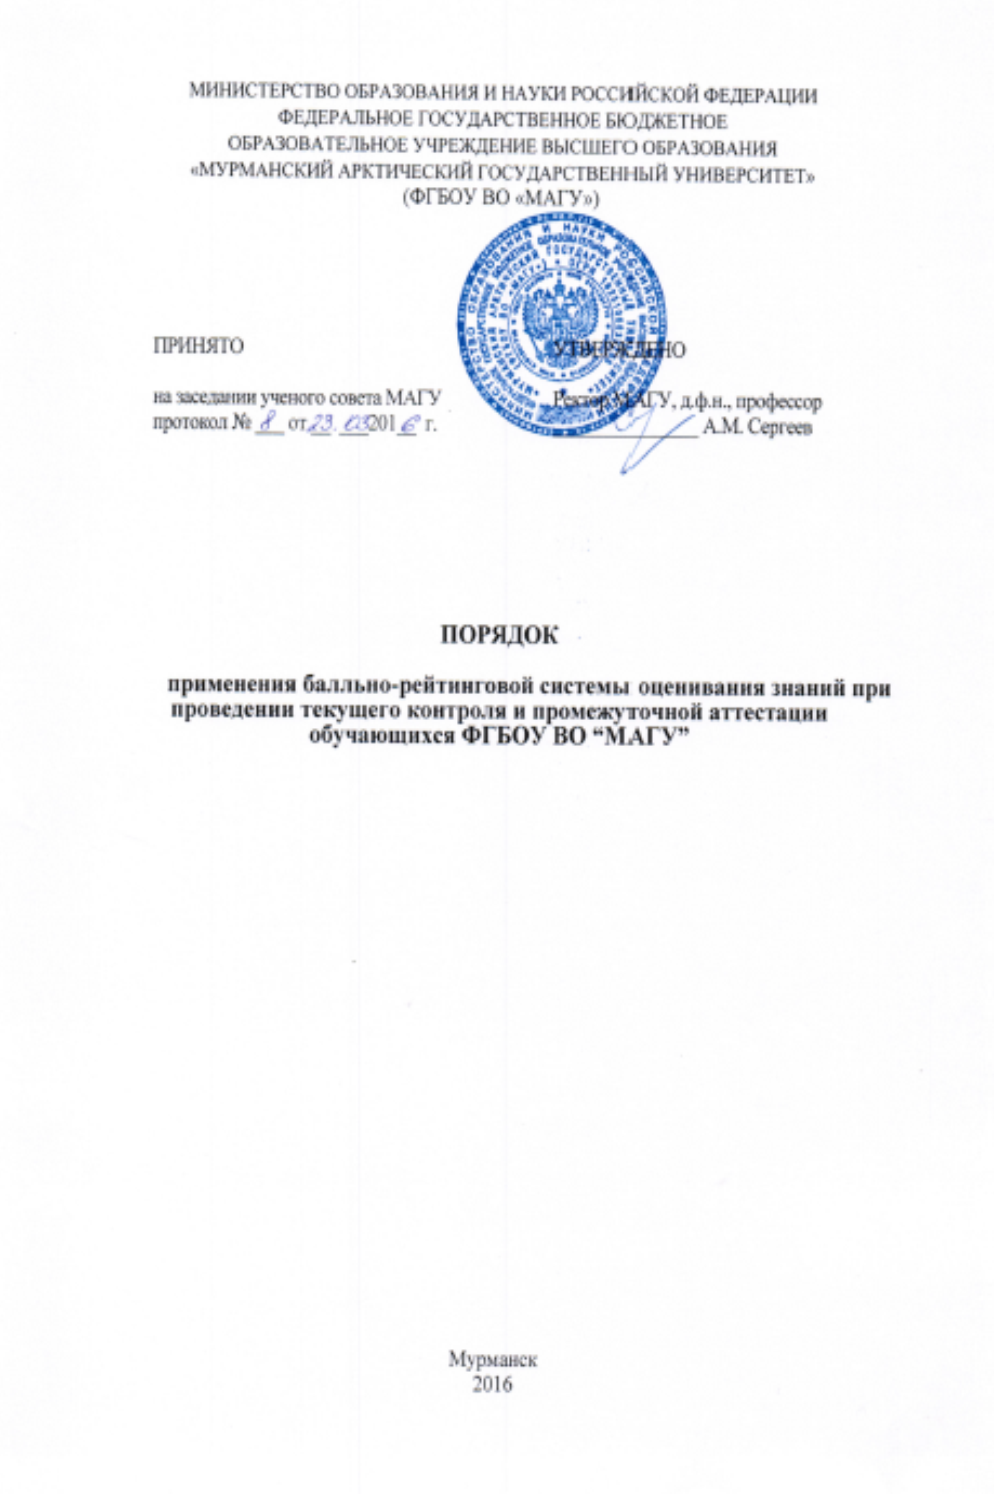 МИНИСТЕРСТВО ОБРАЗОВАНИЯ И НАУКИ РОССИЙСКОЙ ФЕДЕРАЦИИ
ФЕДЕРАЛЬНОЕ ГОСУДАРСТВЕННОЕ БЮДЖЕТНОЕ
ОБРАЗОВАТЕЛЬНОЕ УЧРЕЖДЕНИЕ ВЫСШЕГО ОБРАЗОВАНИЯ
«МУРМАНСКИЙ АРКТИЧЕСКИЙ ГОСУДАРСТВЕННЫЙ УНИВЕРСИТЕТ»
(ФГБОУ ВО «МАГУ»)
ПРИНЯТО
УТВЕРЖДЕНО
на заседании ученого совета МАГУ
Ректор МАГУ, д.ф.н., профессор
протокол № 8 от 23. 03 2016 г.
А.М. Сергеев
ПОРЯДОК
применения балльно-рейтинговой системы оценивания знаний при
проведении текущего контроля и промежуточной аттестации
обучающихся ФГБОУ ВО “МАГУ”
Мурманск
2016